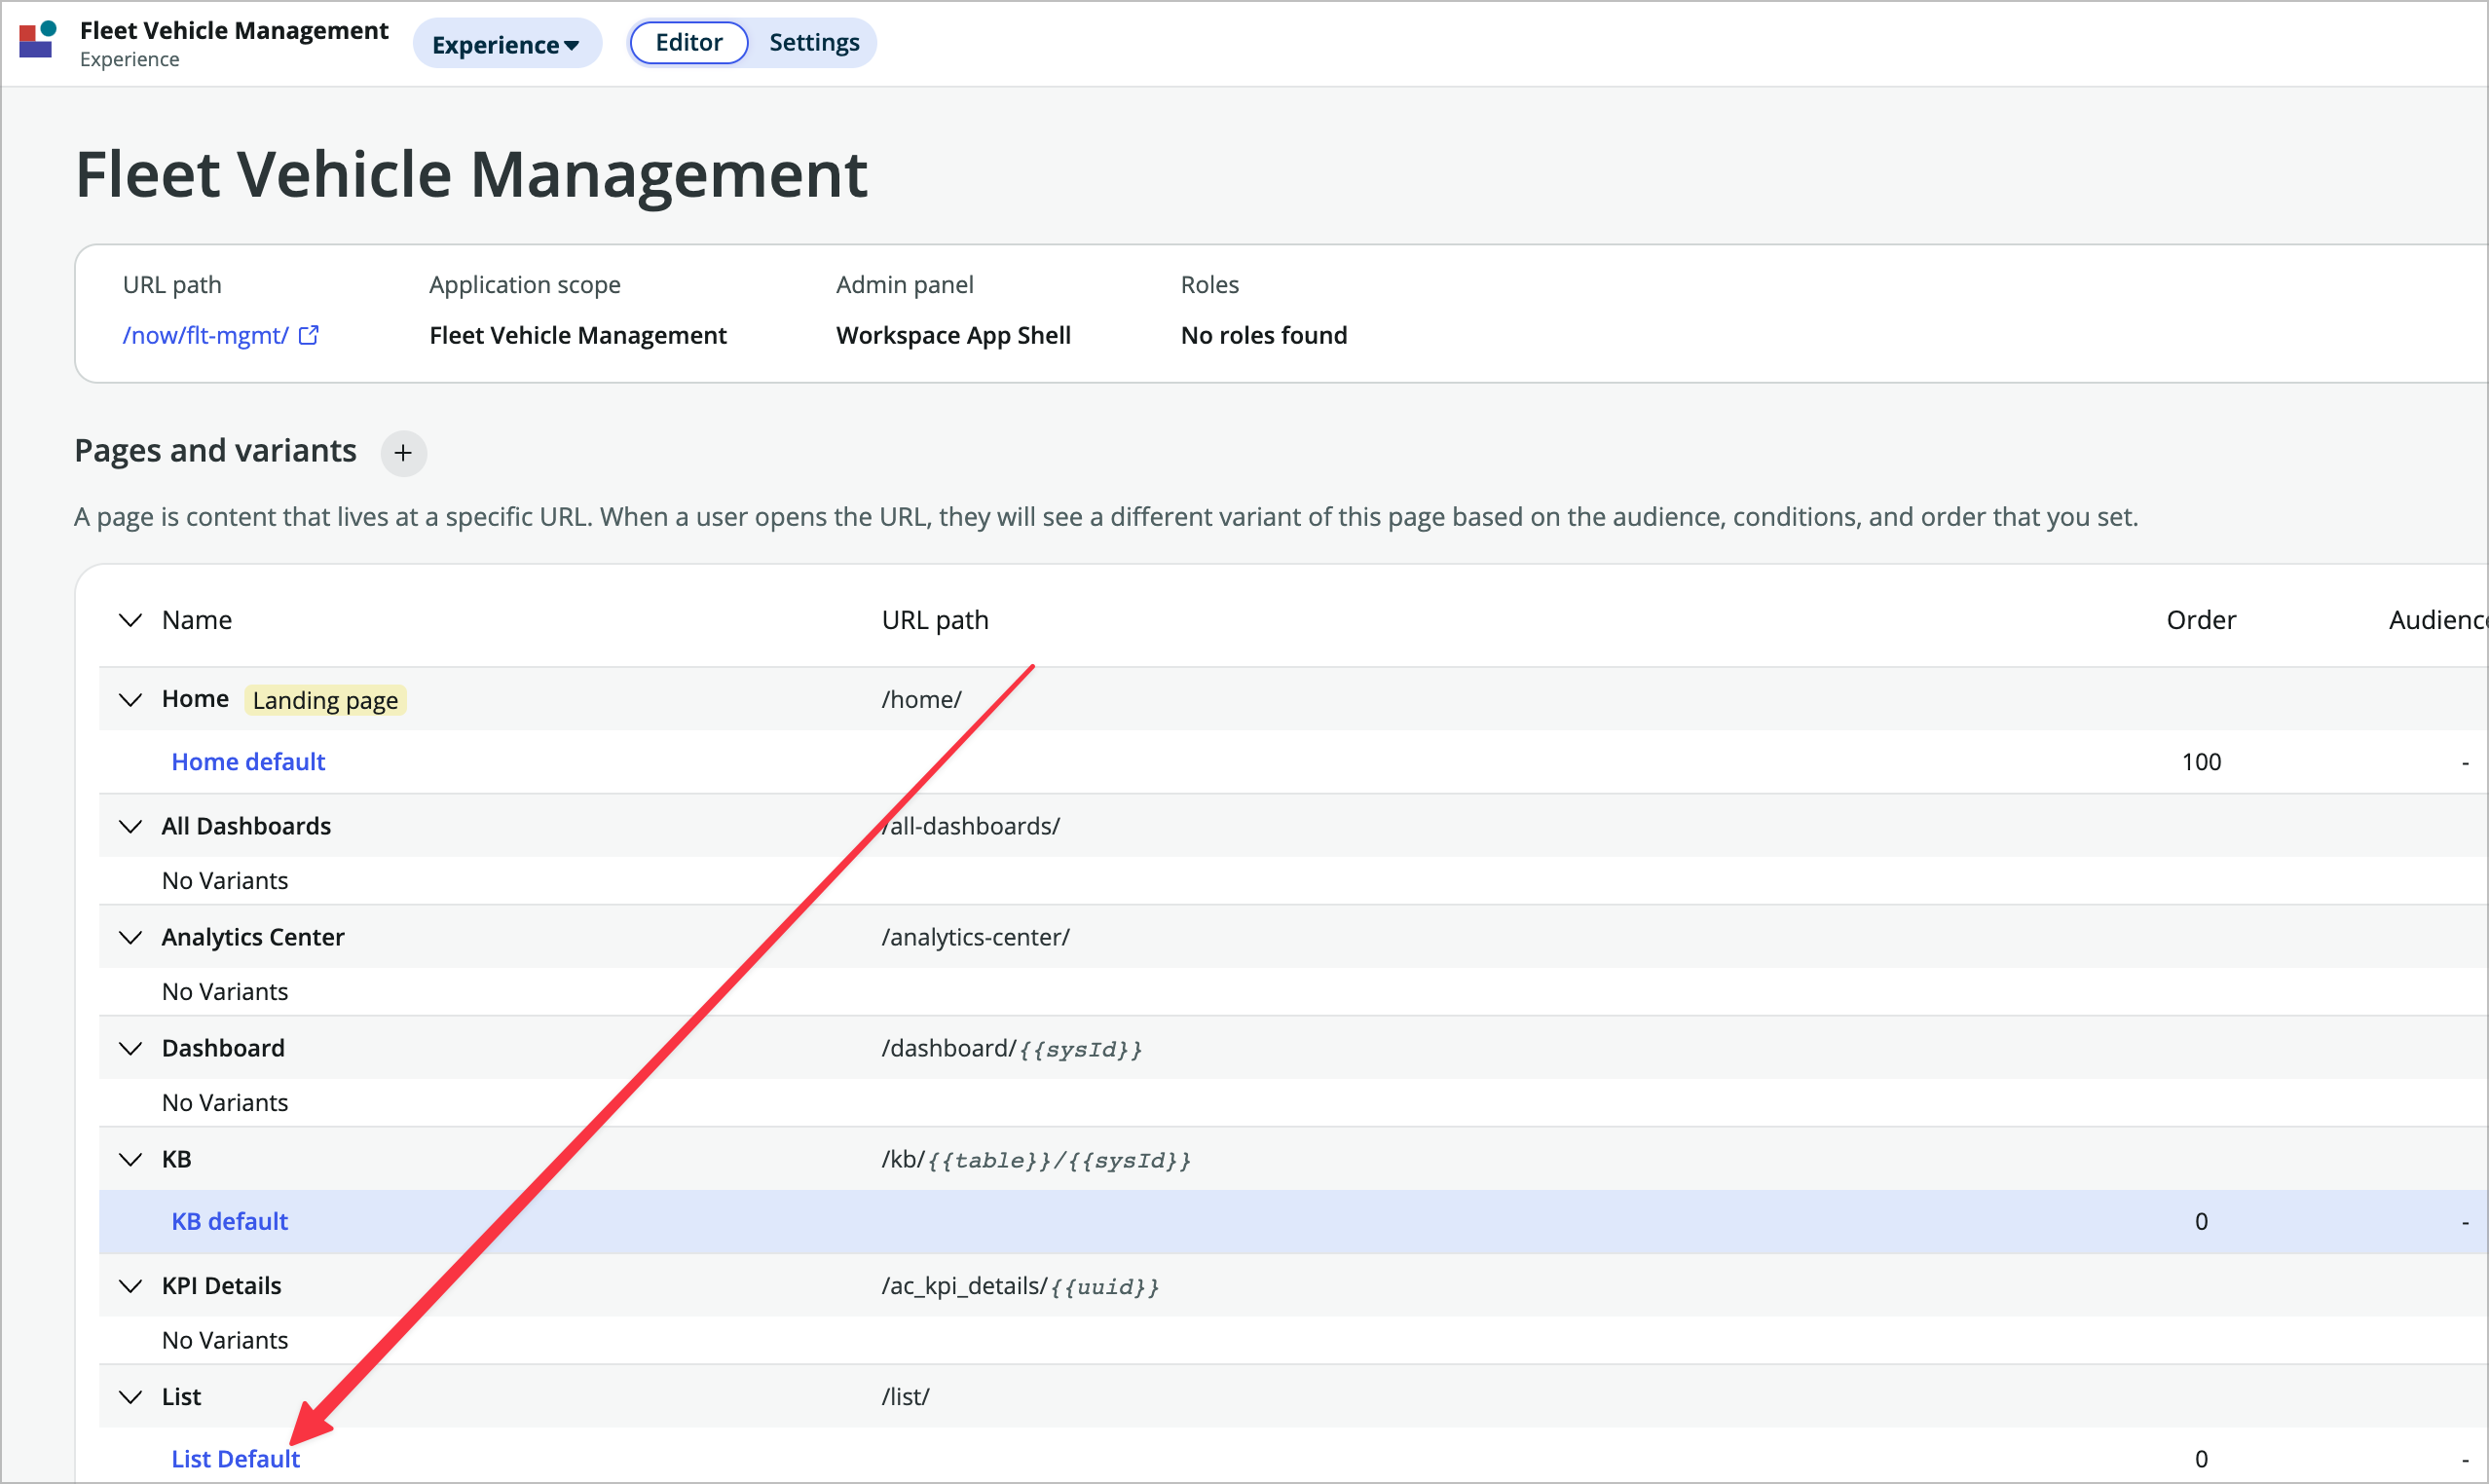 Fleet Vehicle Management
Experience
Experience
Editor
Settings
Fleet Vehicle Management
URL path
Application scope
Admin panel
Roles
/now/flt-mgmt/
Fleet Vehicle Management
Workspace App Shell
No roles found
Pages and variants
+
A page is content that lives at a specific URL. When a user opens the URL, they will see a different variant of this page based on the audience, conditions, and order that you set.
Name URL path Order Audience
Home Landing page /home/
Home default 100 -
All Dashboards /all-dashboards/
No Variants
Analytics Center /analytics-center/
No Variants
Dashboard /dashboard/{{sysId}}
No Variants
KB /kb/{{table}}/{{sysId}}
KB default 0 -
KPI Details /ac_kpi_details/{{uuid}}
No Variants
List /list/
List Default 0 -